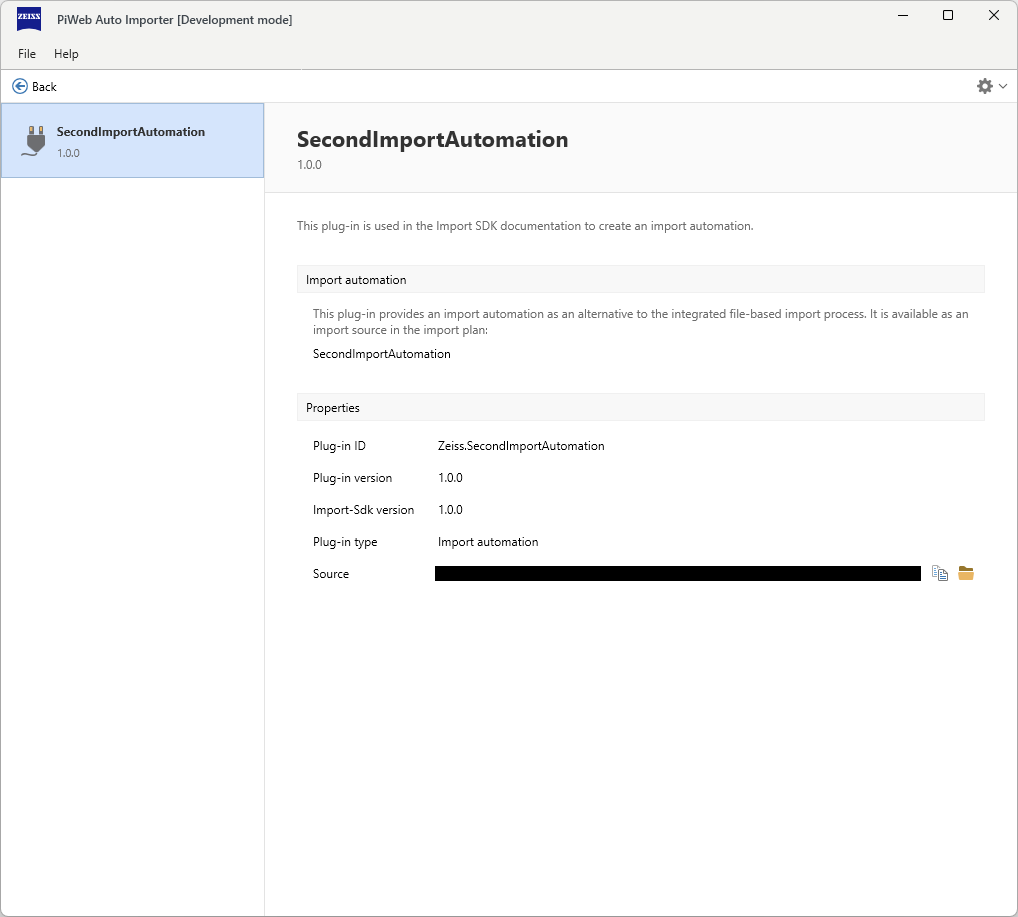 ZEISS
PiWeb Auto Importer [Development mode]
File Help
Back
SecondImportAutomation
1.0.0
SecondImportAutomation
1.0.0
This plug-in is used in the Import SDK documentation to create an import automation.
Import automation
This plug-in provides an import automation as an alternative to the integrated file-based import process. It is available as an
import source in the import plan:
SecondImportAutomation
Properties
Plug-in ID Zeiss.SecondImportAutomation
Plug-in version 1.0.0
Import-Sdk version 1.0.0
Plug-in type Import automation
Source